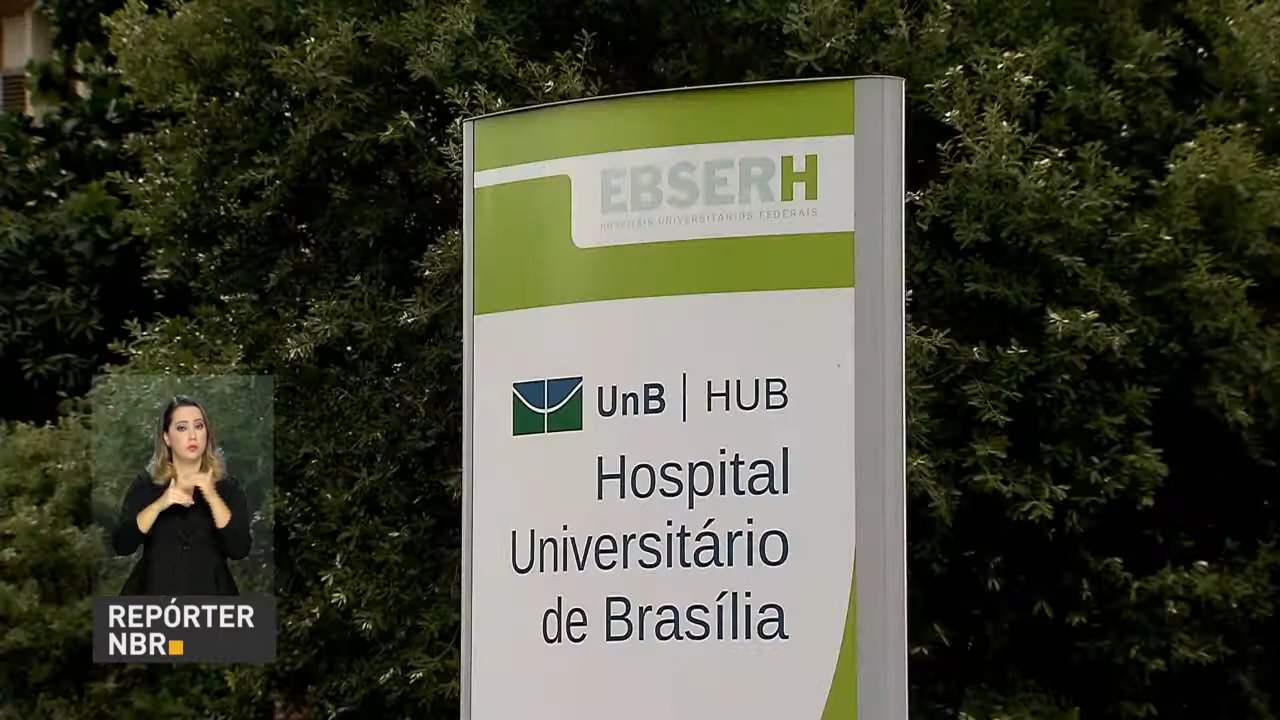 EBSERH
HOSPITAIS UNIVERSITÁRIOS FEDERAIS
UnB | HUB
Hospital
Universitário
de Brasília
REPÓRTER
NBR